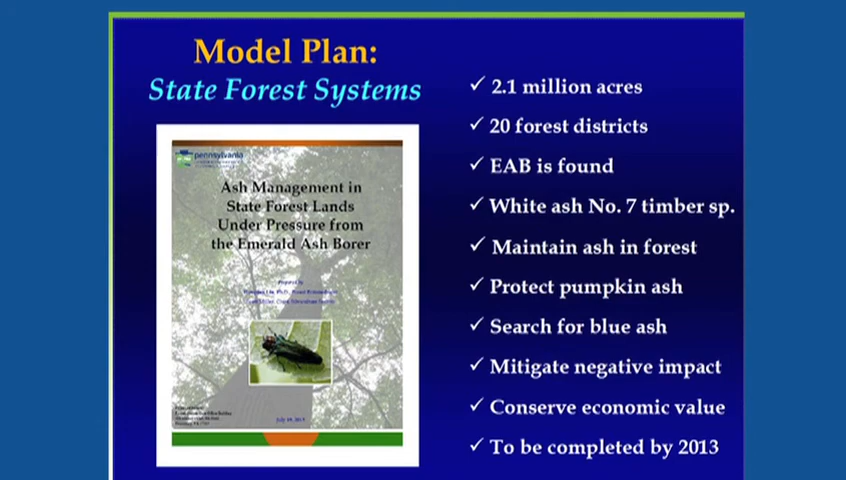 Model Plan:
State Forest Systems
pennsylvania
Ash Management in
State Forest Lands
Under Pressure from
the Emerald Ash Borer
✓ 2.1 million acres
✓ 20 forest districts
✓ EAB is found
✓ White ash No. 7 timber sp.
✓ Maintain ash in forest
✓ Protect pumpkin ash
✓ Search for blue ash
✓ Mitigate negative impact
✓ Conserve economic value
✓ To be completed by 2013